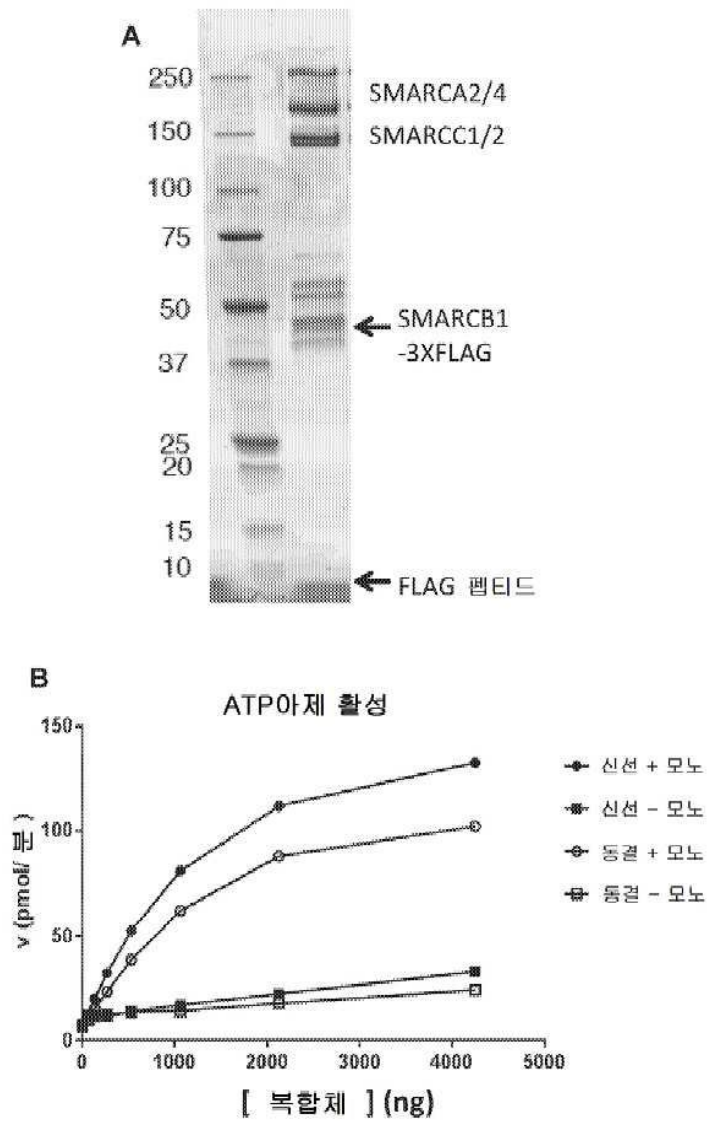 A
250
150
100
75
50
37
25
20
15
10
SMARCA2/4
SMARCC1/2
SMARCB1
-3XFLAG
FLAG 펩티드
B
ATP아제 활성
150
100
50
0
v (pmol/ 분 )
0 1000 2000 3000 4000 5000
[ 복합체 ] (ng)
신선 + 모노
신선 − 모노
동결 + 모노
동결 − 모노